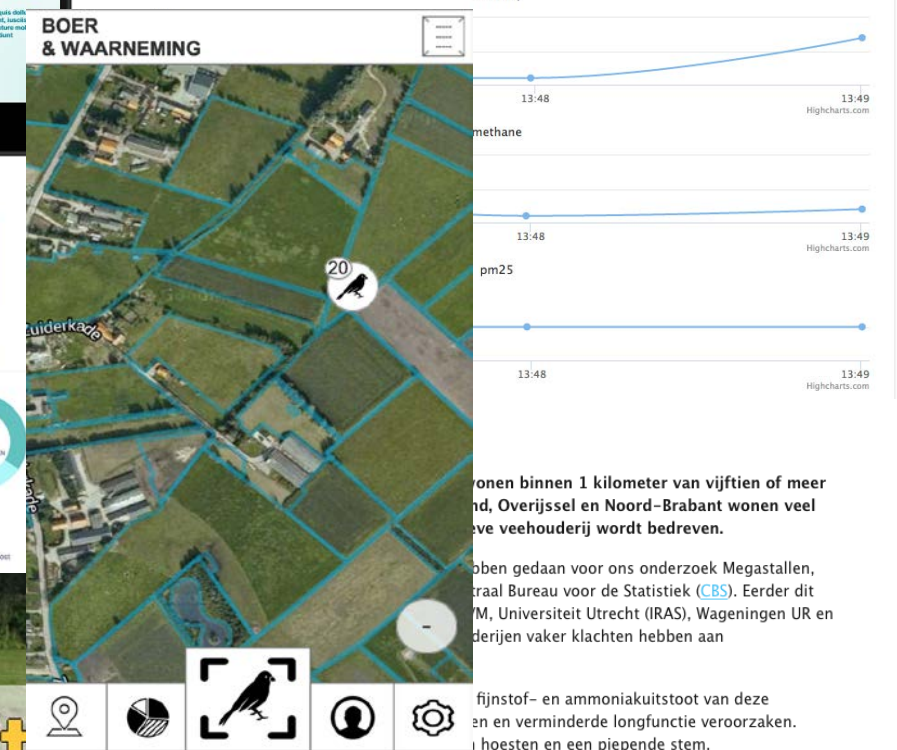 BOER
& WAARNEMING
20
Zuiderkade
-
13:48
13:49
Highcharts.com
methane
13:48
13:49
Highcharts.com
pm25
13:48
13:49
Highcharts.com
wonen binnen 1 kilometer van vijftien of meer
nd, Overijssel en Noord-Brabant wonen veel
eve veehouderij wordt bedreven.
bben gedaan voor ons onderzoek Megastallen,
traal Bureau voor de Statistiek (CBS). Eerder dit
VM, Universiteit Utrecht (IRAS), Wageningen UR en
derijen vaker klachten hebben aan
fijnstof- en ammoniakuitstoot van deze
en en verminderde longfunctie veroorzaken.
n hoesten en een piepende stem.